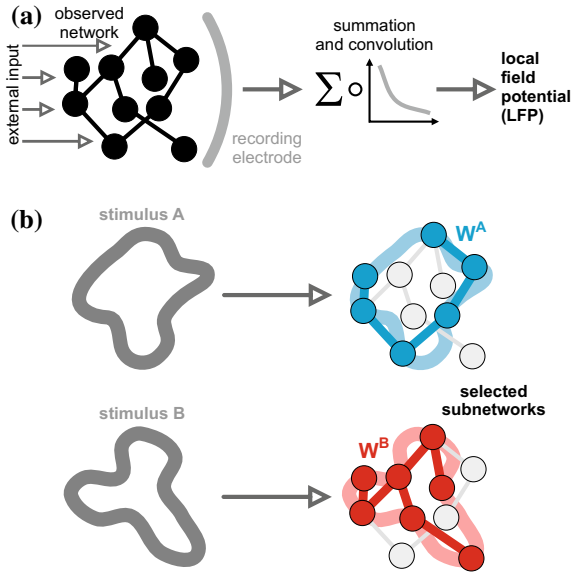 (a)
observed
network
external input
recording
electrode
summation
and convolution
Σ
local
field
potential
(LFP)
(b)
stimulus A
W^A
selected
subnetworks
stimulus B
W^B